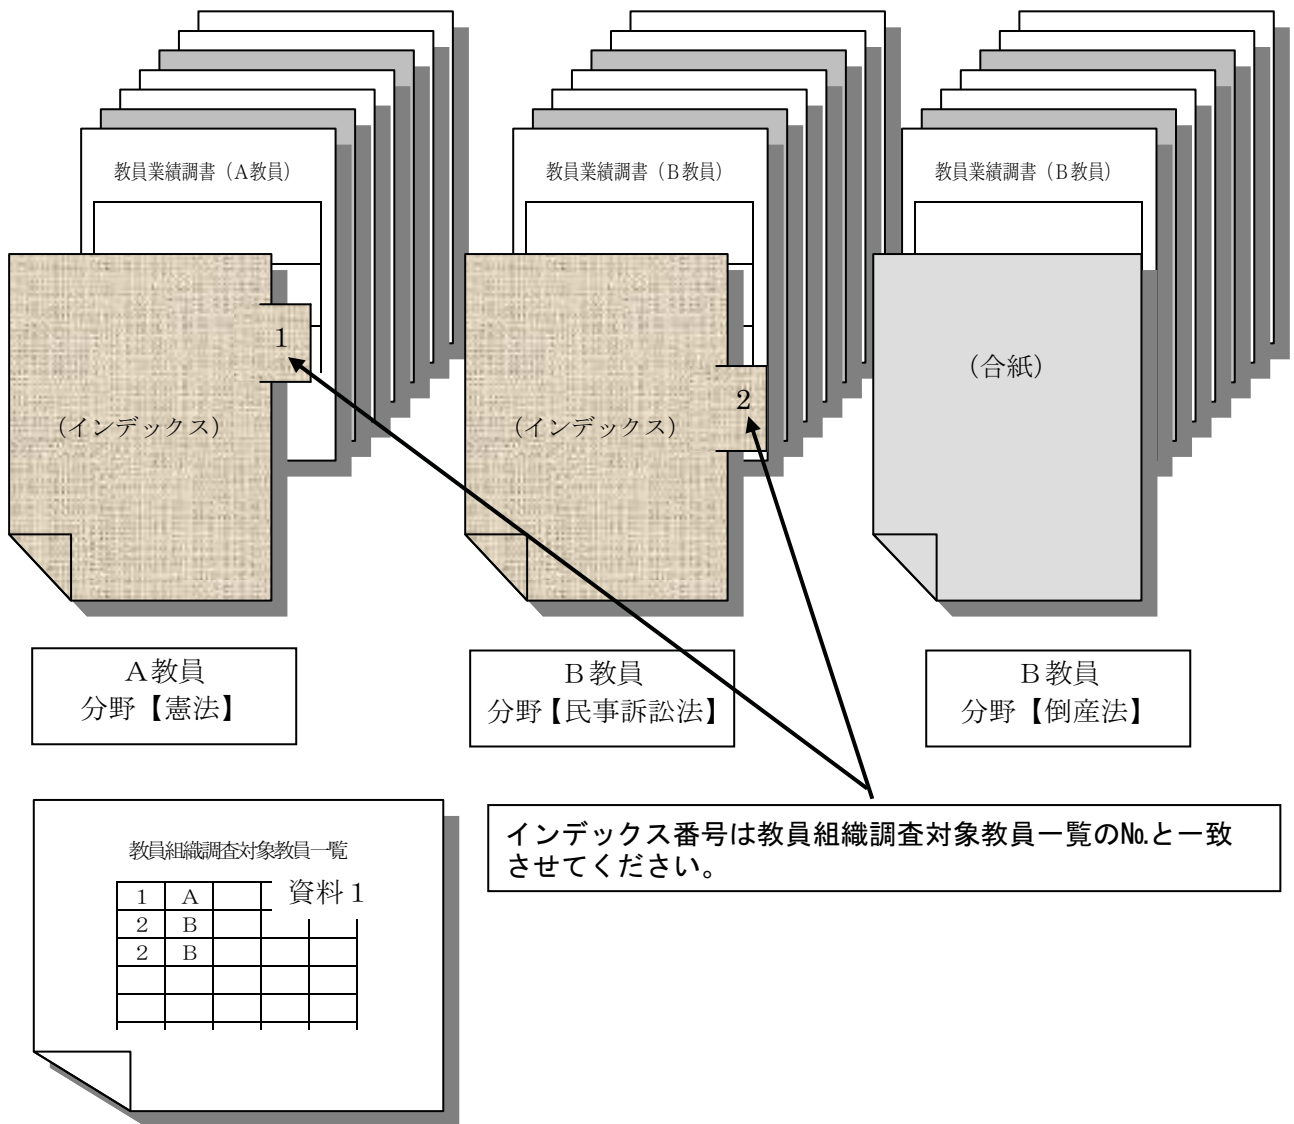 教員業績調書（A教員）
教員業績調書（B教員）
教員業績調書（B教員）
1
（インデックス）
2
（インデックス）
（合紙）
A教員
分野【憲法】
B教員
分野【民事訴訟法】
B教員
分野【倒産法】
インデックス番号は教員組織調査対象教員一覧の№と一致
させてください。
教員組織調査対象教員一覧
資料１
1 A
2 B
2 B